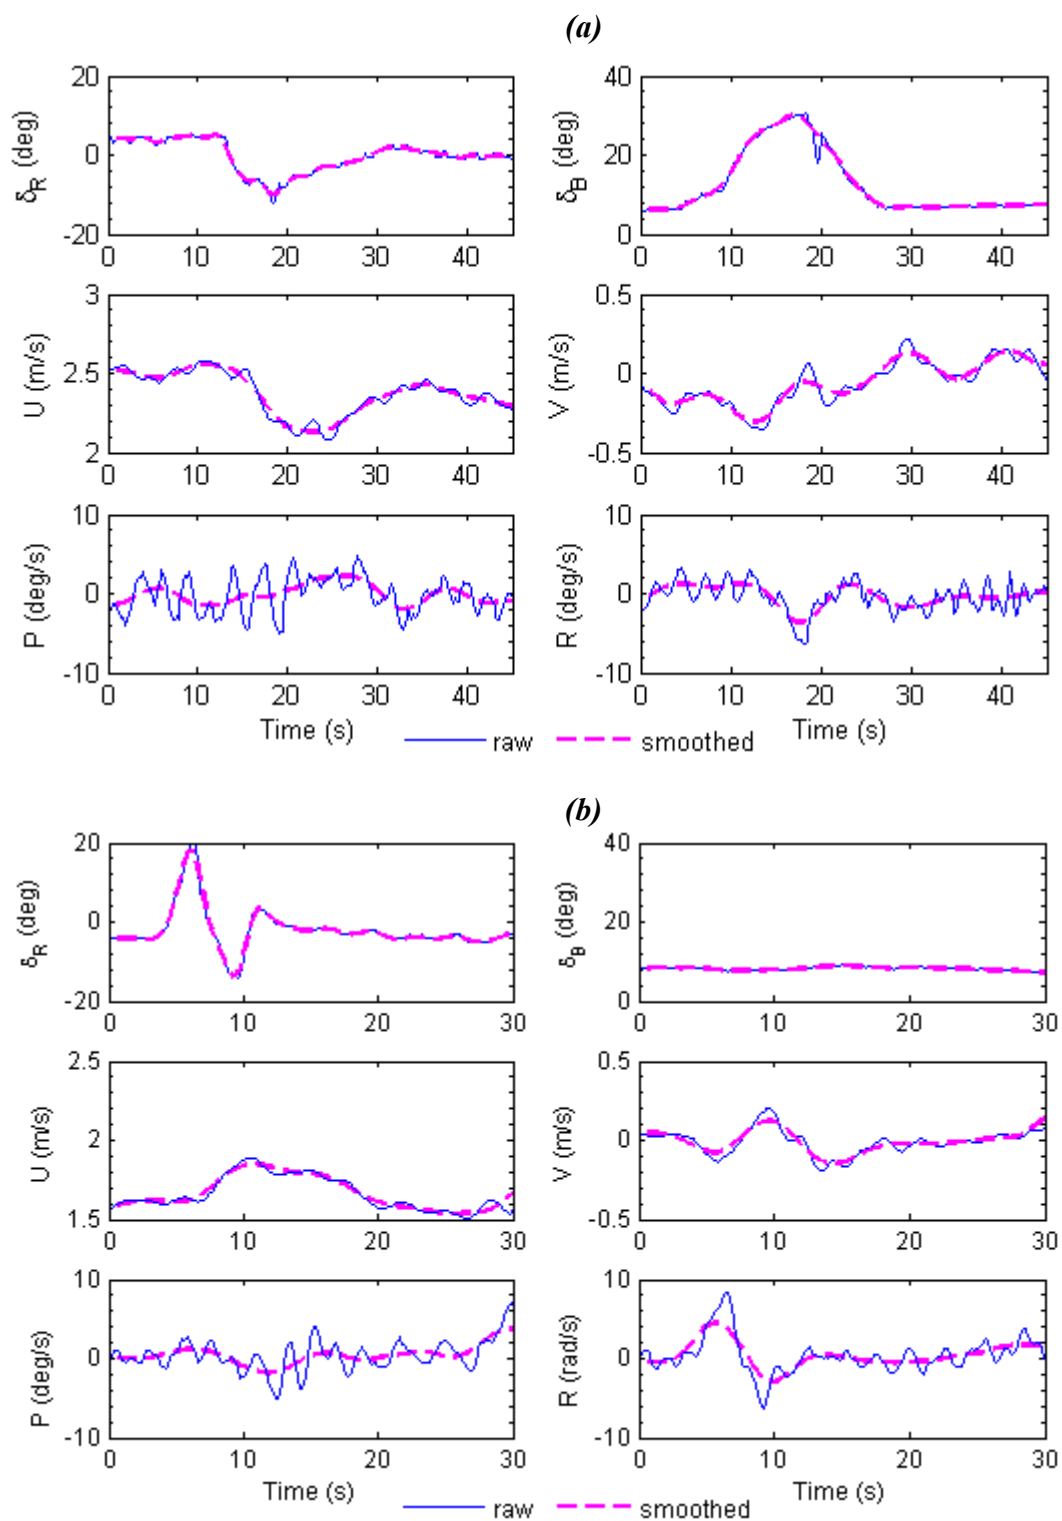 (a)
20
0
-20
δR (deg)
0 10 20 30 40
40
20
0
δB (deg)
0 10 20 30 40
3
2.5
2
U (m/s)
0 10 20 30 40
0.5
0
-0.5
V (m/s)
0 10 20 30 40
10
0
-10
P (deg/s)
0 10 20 30 40
Time (s)
10
0
-10
R (deg/s)
0 10 20 30 40
Time (s)
raw smoothed
(b)
20
0
-20
δR (deg)
0 10 20 30
40
20
0
δB (deg)
0 10 20 30
2.5
2
1.5
U (m/s)
0 10 20 30
0.5
0
-0.5
V (m/s)
0 10 20 30
10
0
-10
P (deg/s)
0 10 20 30
Time (s)
10
0
-10
R (rad/s)
0 10 20 30
Time (s)
raw smoothed